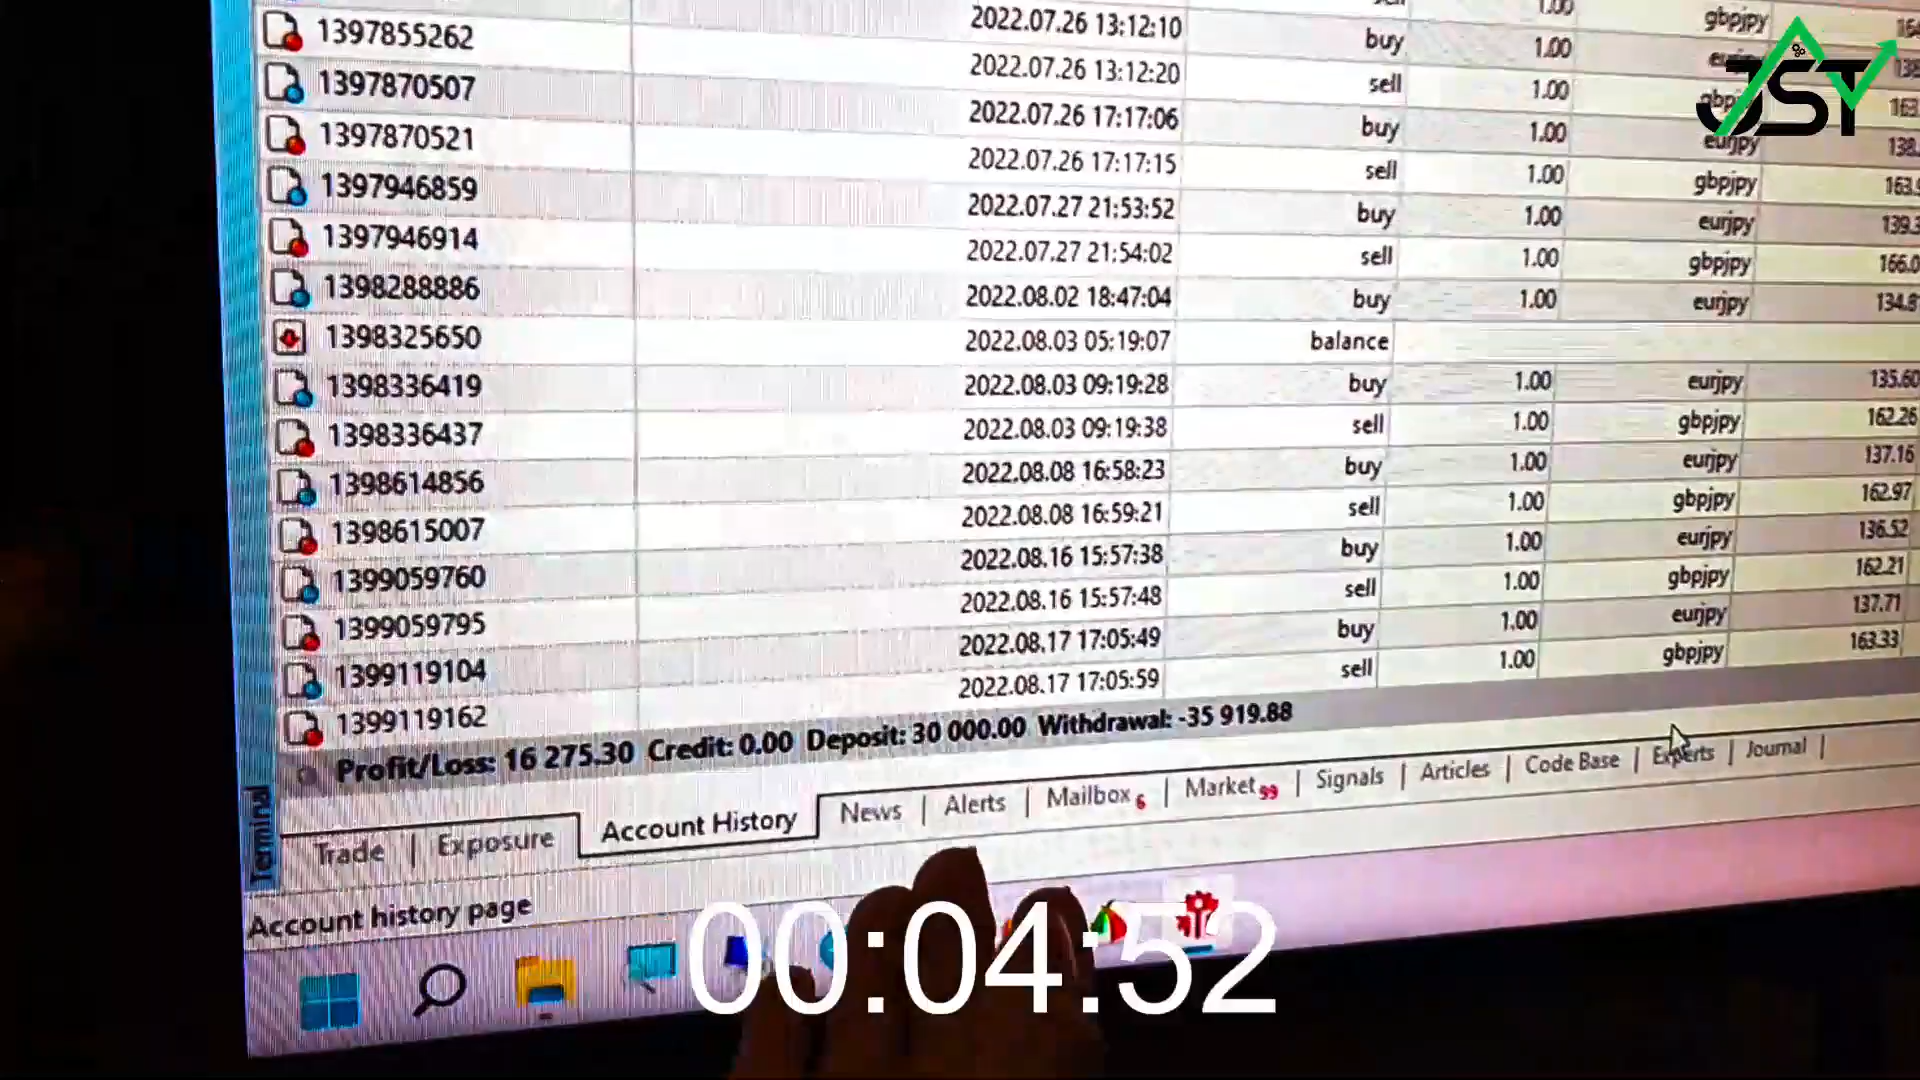 sell 1.00 gbpjpy
1397855262 2022.07.26 13:12:10 buy 1.00
1397870507 2022.07.26 13:12:20 sell 1.00
1397870521 2022.07.26 17:17:06 buy 1.00 eurjpy 138.
1397946859 2022.07.26 17:17:15 sell 1.00 gbpjpy 163.9
1397946914 2022.07.27 21:53:52 buy 1.00 eurjpy 139.3
1398288886 2022.07.27 21:54:02 sell 1.00 gbpjpy 166.0
2022.08.02 18:47:04 buy 1.00 eurjpy 134.8
1398325650 2022.08.03 05:19:07 balance
1398336419 2022.08.03 09:19:28 buy 1.00 eurjpy 135.60
1398336437 2022.08.03 09:19:38 sell 1.00 gbpjpy 162.26
1398614856 2022.08.08 16:58:23 buy 1.00 eurjpy 137.16
1398615007 2022.08.08 16:59:21 sell 1.00 gbpjpy 162.97
1399059760 2022.08.16 15:57:38 buy 1.00 eurjpy 136.52
1399059795 2022.08.16 15:57:48 sell 1.00 gbpjpy 162.21
1399119104 2022.08.17 17:05:49 buy 1.00 eurjpy 137.71
1399119162 2022.08.17 17:05:59 sell 1.00 gbpjpy 163.33
Profit/Loss: 16 275.30 Credit: 0.00 Deposit: 30 000.00 Withdrawal: -35 919.88
Trade | Exposure Account History News | Alerts | Mailbox 6 | Market 99 | Signals | Articles | Code Base | Experts | Journal |
Terminal
Account history page
00:04:52
JSY